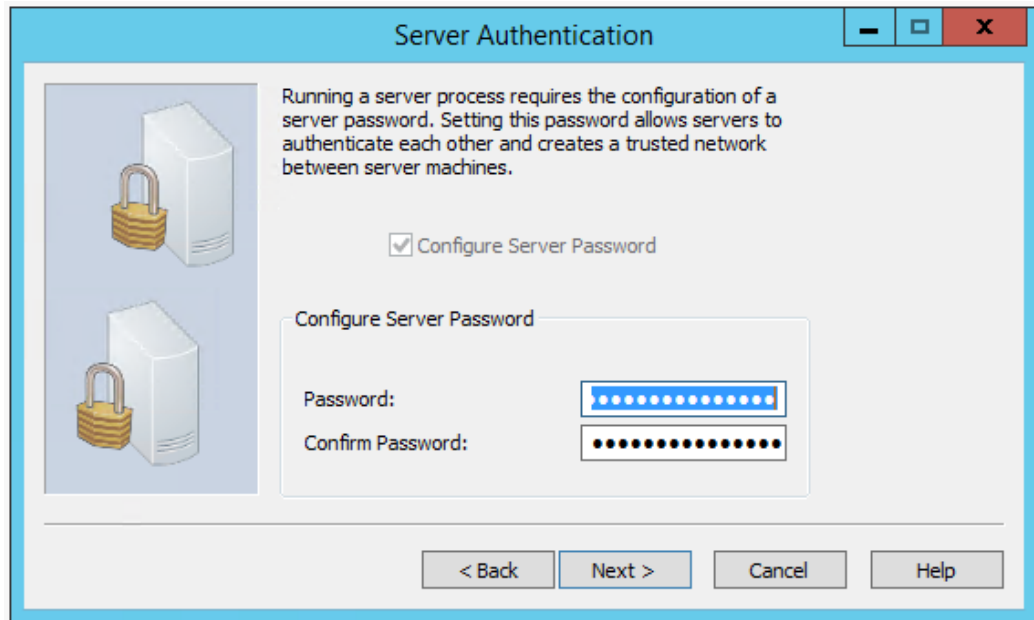 Server Authentication
Running a server process requires the configuration of a
server password. Setting this password allows servers to
authenticate each other and creates a trusted network
between server machines.
Configure Server Password
Configure Server Password
Password:
Confirm Password:
< Back Next > Cancel Help